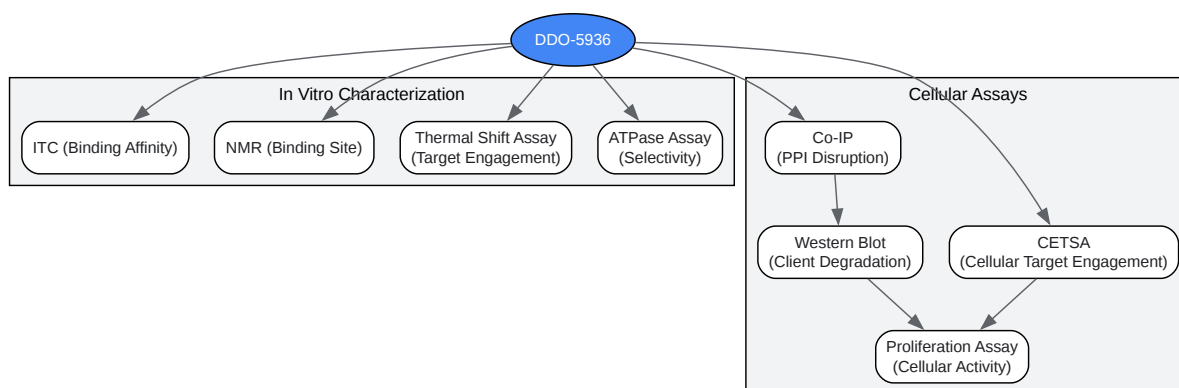 DDO-5936
In Vitro Characterization
Cellular Assays
ITC (Binding Affinity)
NMR (Binding Site)
Thermal Shift Assay
(Target Engagement)
ATPase Assay
(Selectivity)
Co-IP
(PPI Disruption)
Western Blot
(Client Degradation)
CETSA
(Cellular Target Engagement)
Proliferation Assay
(Cellular Activity)